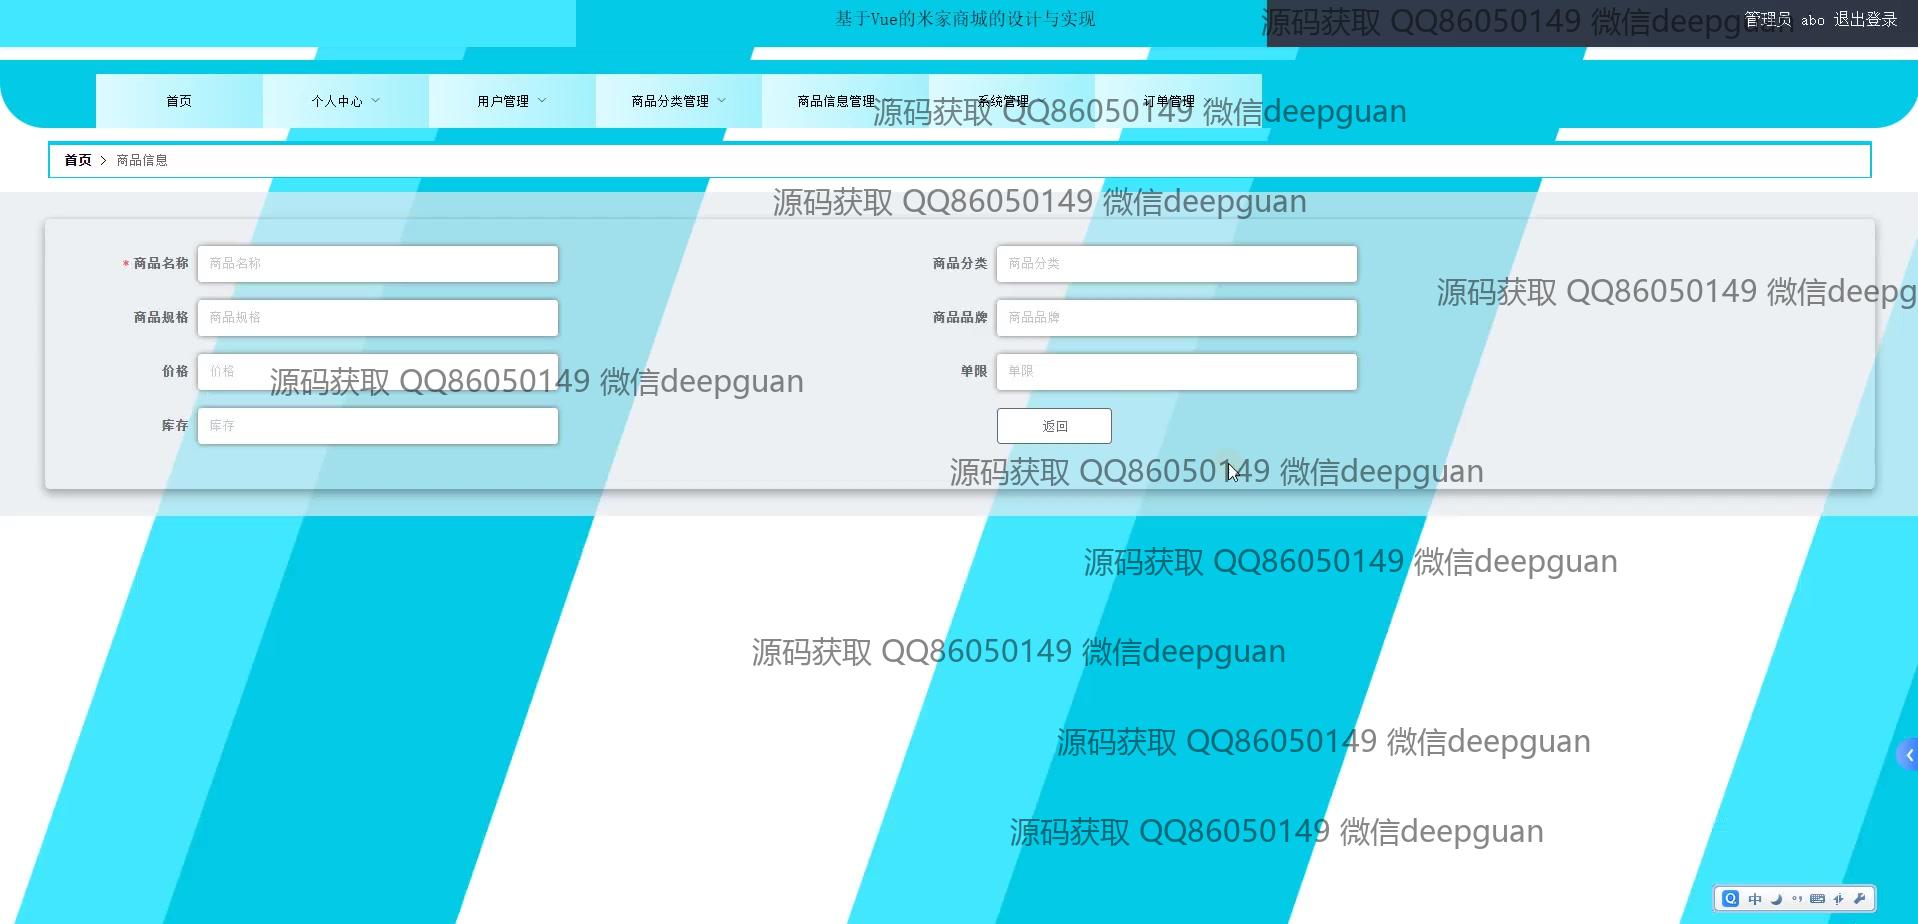 基于Vue的米家商城的设计与实现
源码获取 QQ86050149 微信deepguan
管理员 abo 退出登录
首页 个人中心 用户管理 商品分类管理 商品信息管理 系统管理 订单管理
源码获取 QQ86050149 微信deepguan
首页 > 商品信息
源码获取 QQ86050149 微信deepguan
* 商品名称 商品名称 商品分类 商品分类
源码获取 QQ86050149 微信deepg
商品规格 商品规格 商品品牌 商品品牌
价格 价格 单限 单限
源码获取 QQ86050149 微信deepguan
库存 库存 返回
源码获取 QQ86050149 微信deepguan
源码获取 QQ86050149 微信deepguan
源码获取 QQ86050149 微信deepguan
源码获取 QQ86050149 微信deepguan
源码获取 QQ86050149 微信deepguan
中